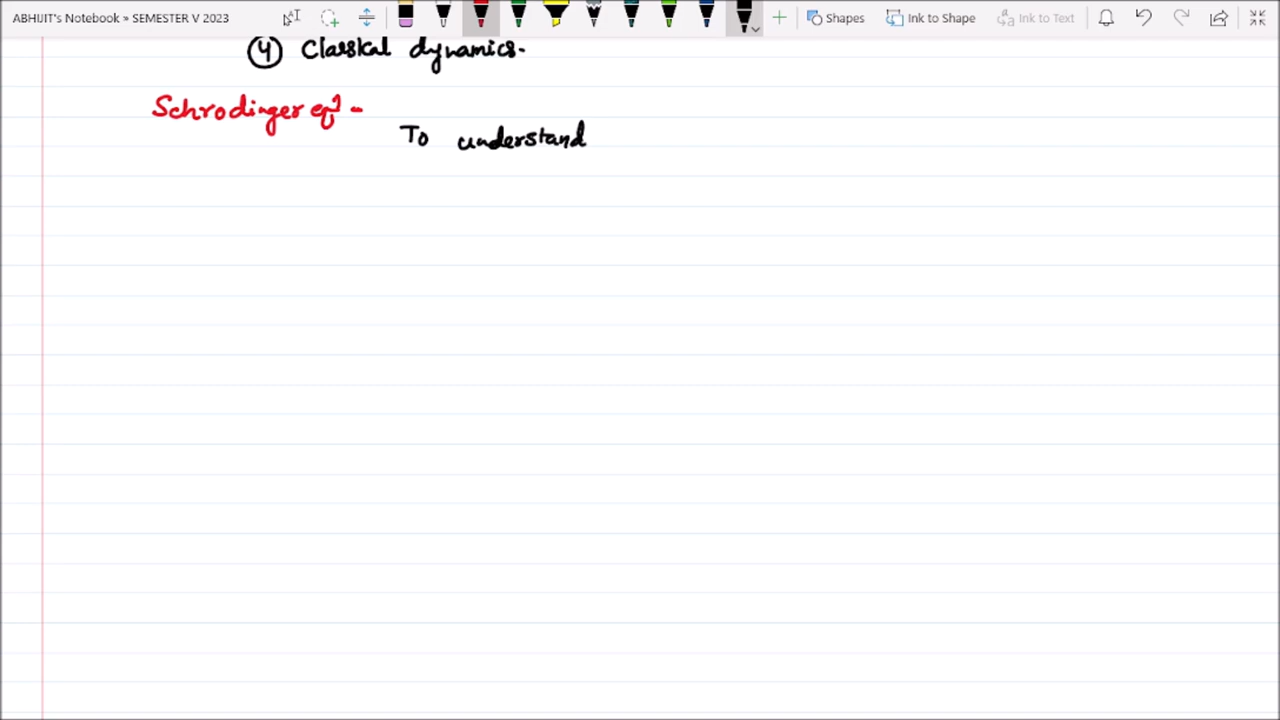 ABHIJIT's Notebook » SEMESTER V 2023
Shapes
Ink to Shape
Ink to Text
4 Classical dynamics.
Schrodinger eqn -
To understand